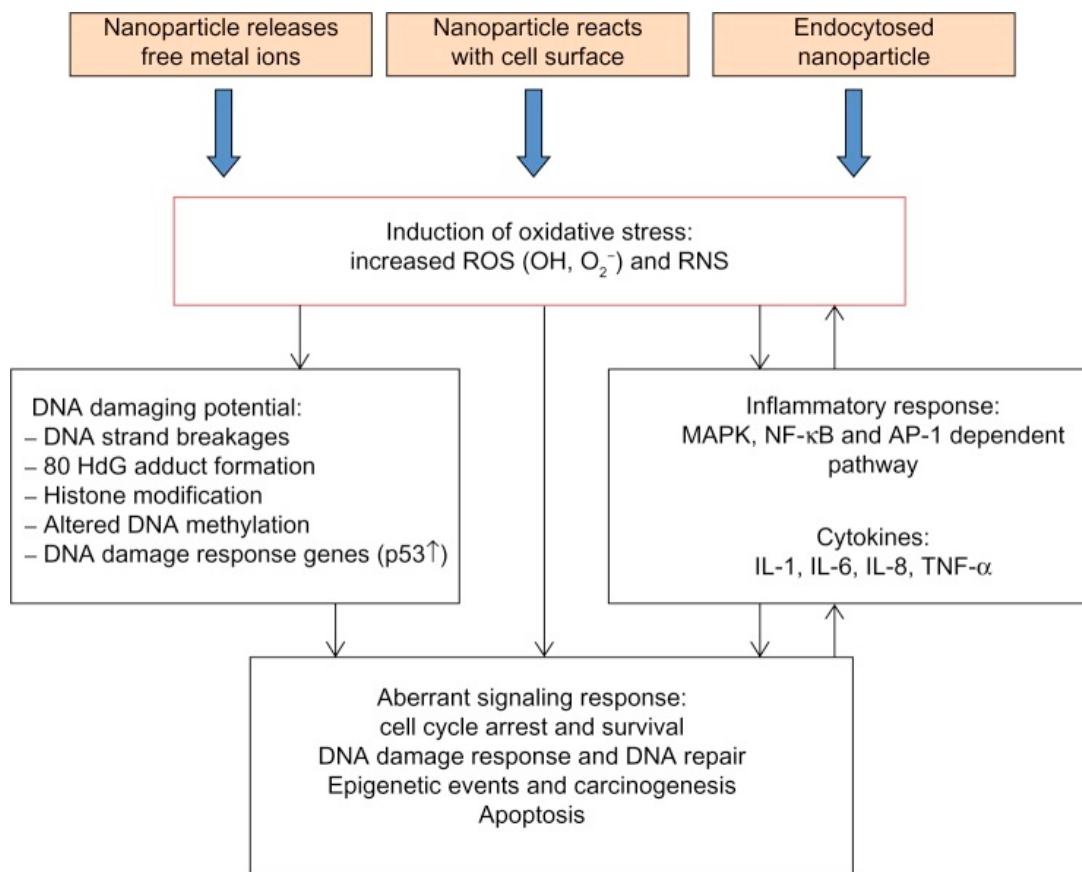 Nanoparticle releases
free metal ions
Nanoparticle reacts
with cell surface
Endocytosed
nanoparticle
Induction of oxidative stress:
increased ROS (OH, O₂⁻) and RNS
DNA damaging potential:
– DNA strand breakages
– 80 HdG adduct formation
– Histone modification
– Altered DNA methylation
– DNA damage response genes (p53↑)
Inflammatory response:
MAPK, NF-κB and AP-1 dependent
pathway
Cytokines:
IL-1, IL-6, IL-8, TNF-α
Aberrant signaling response:
cell cycle arrest and survival
DNA damage response and DNA repair
Epigenetic events and carcinogenesis
Apoptosis